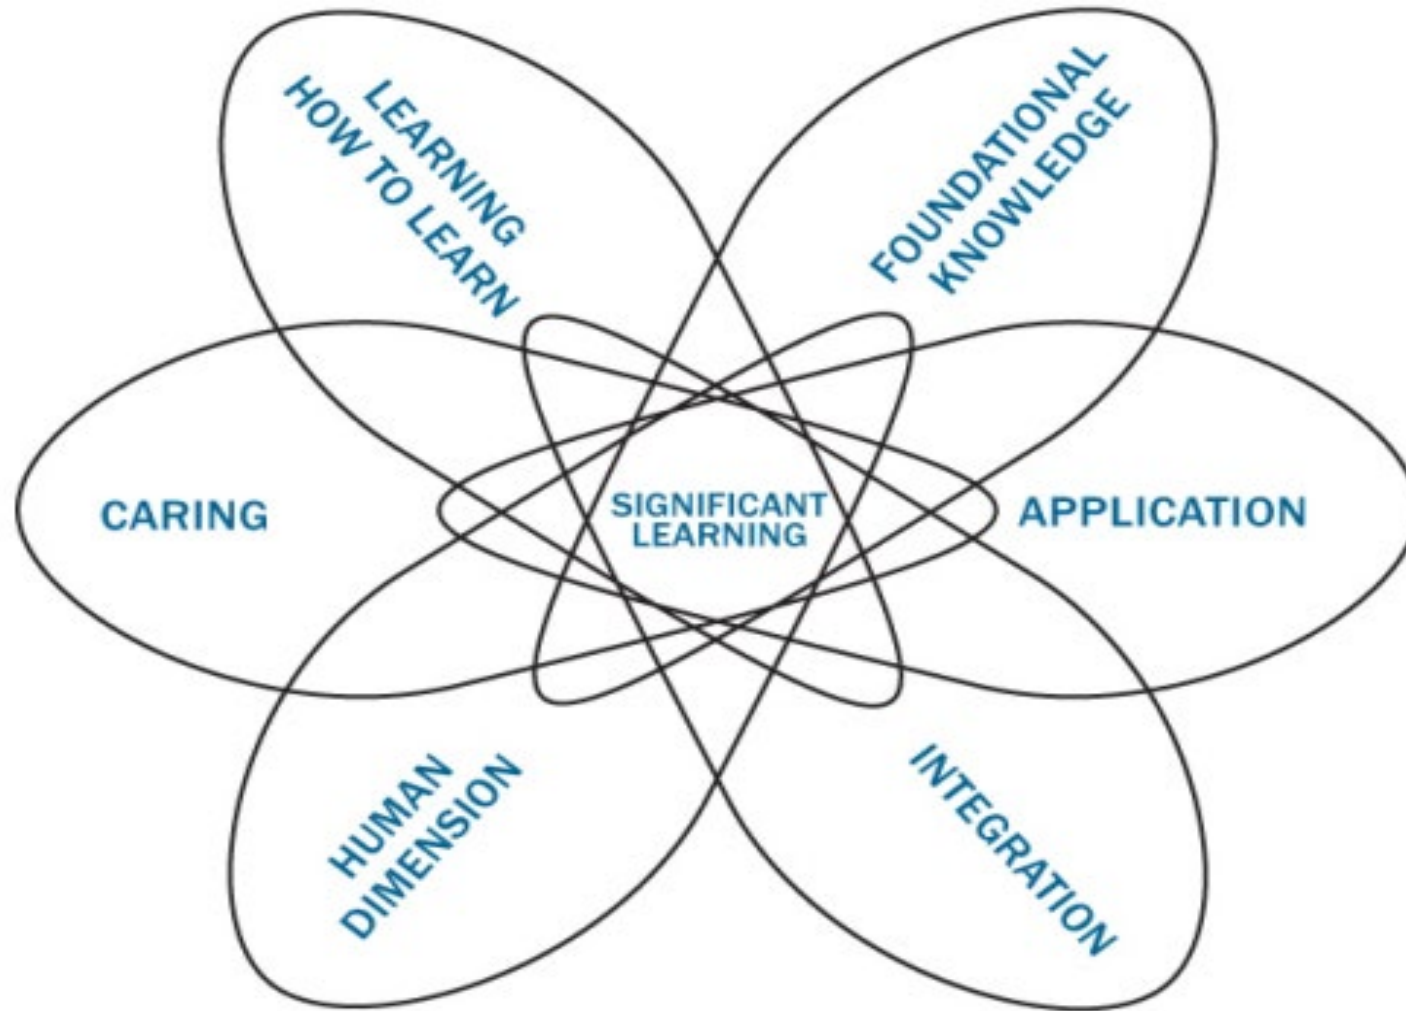 LEARNING
HOW TO LEARN
FOUNDATIONAL
KNOWLEDGE
CARING
SIGNIFICANT
LEARNING
APPLICATION
HUMAN
DIMENSION
INTEGRATION